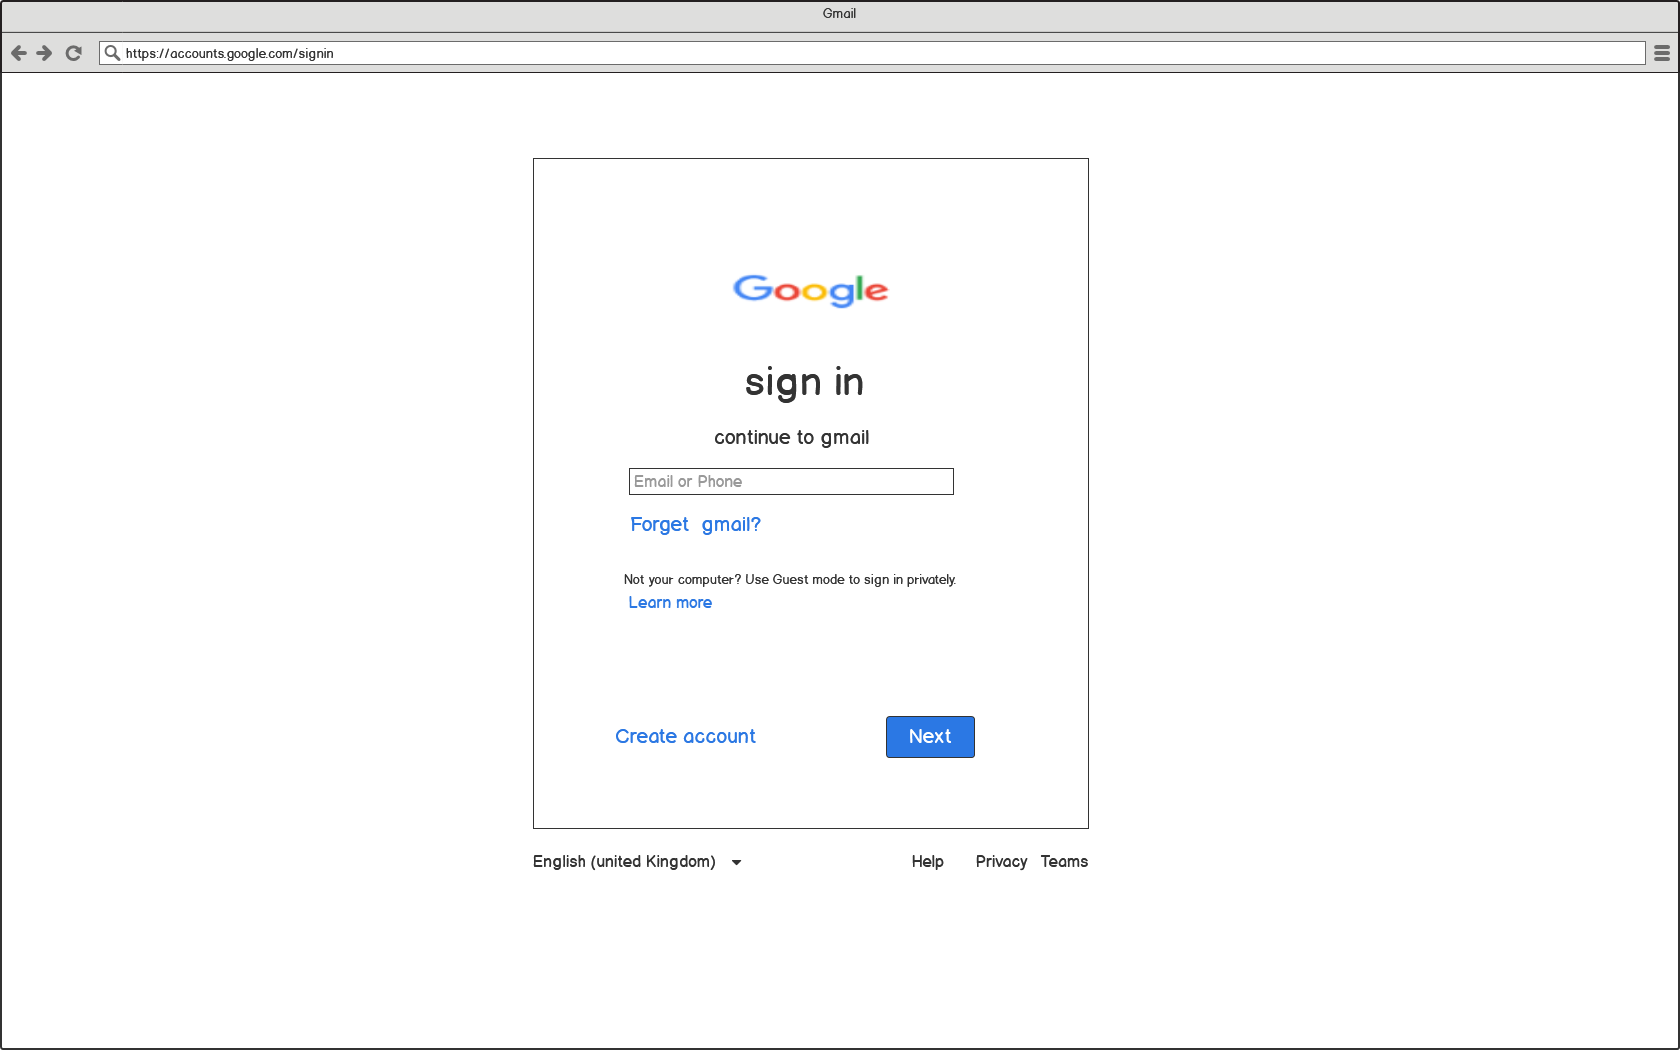 Gmail
https://accounts.google.com/signin
Google
sign in
continue to gmail
Email or Phone
Forget gmail?
Not your computer? Use Guest mode to sign in privately.
Learn more
Create account
Next
English (united Kingdom)
Help Privacy Teams